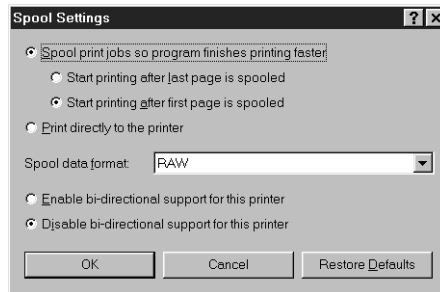 Spool Settings
Spool print jobs so program finishes printing faster
Start printing after last page is spooled
Start printing after first page is spooled
Print directly to the printer
Spool data format: RAW
Enable bi-directional support for this printer
Disable bi-directional support for this printer
OK Cancel Restore Defaults